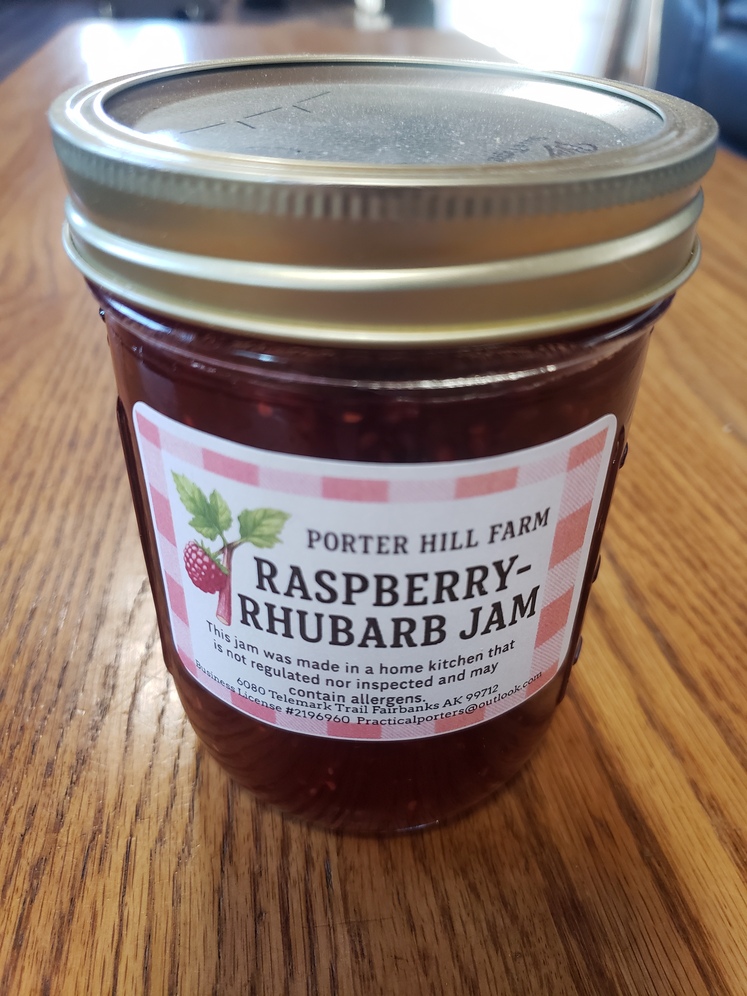 PORTER HILL FARM
RASPBERRY-
RHUBARB JAM
This jam was made in a home kitchen that
is not regulated nor inspected and may
contain allergens.
6080 Telemark Trail Fairbanks AK 99712
Business License #2196960 Practicalporters@outlook.com